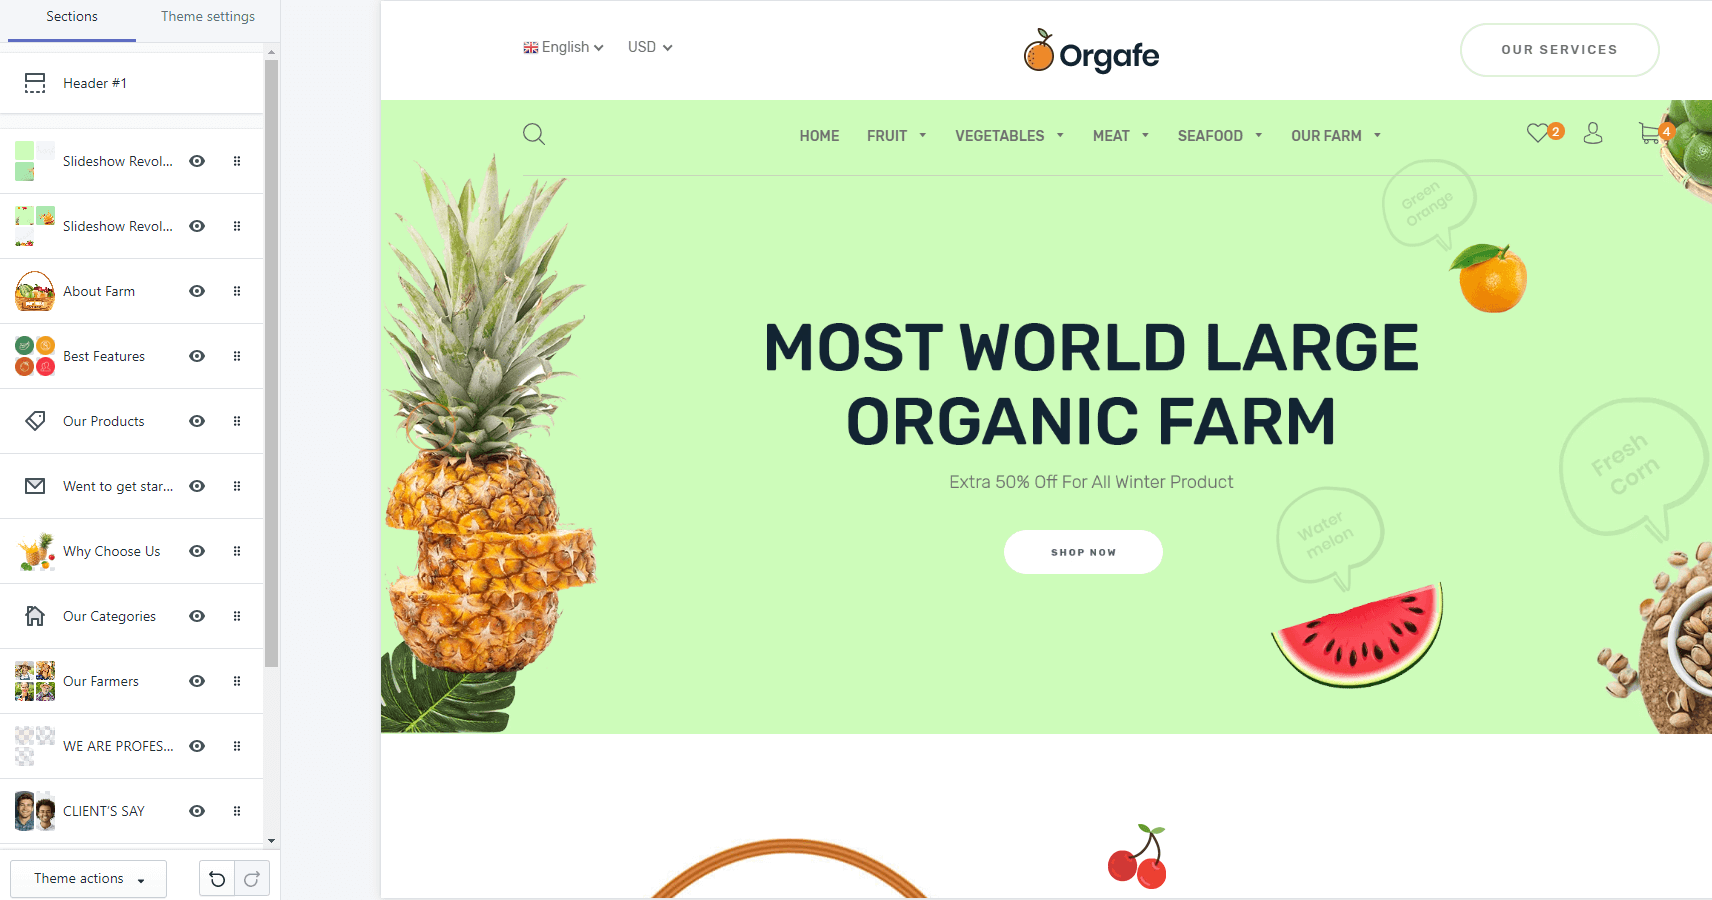 Sections
Theme settings
Header #1
Slideshow Revol...
Slideshow Revol...
About Farm
Best Features
Our Products
Went to get star...
Why Choose Us
Our Categories
Our Farmers
WE ARE PROFES...
CLIENT'S SAY
Theme actions
English
USD
Orgafe
OUR SERVICES
HOME
FRUIT
VEGETABLES
MEAT
SEAFOOD
OUR FARM
2
4
Green
Orange
MOST WORLD LARGE
ORGANIC FARM
Extra 50% Off For All Winter Product
SHOP NOW
Fresh
Corn
Water
melon